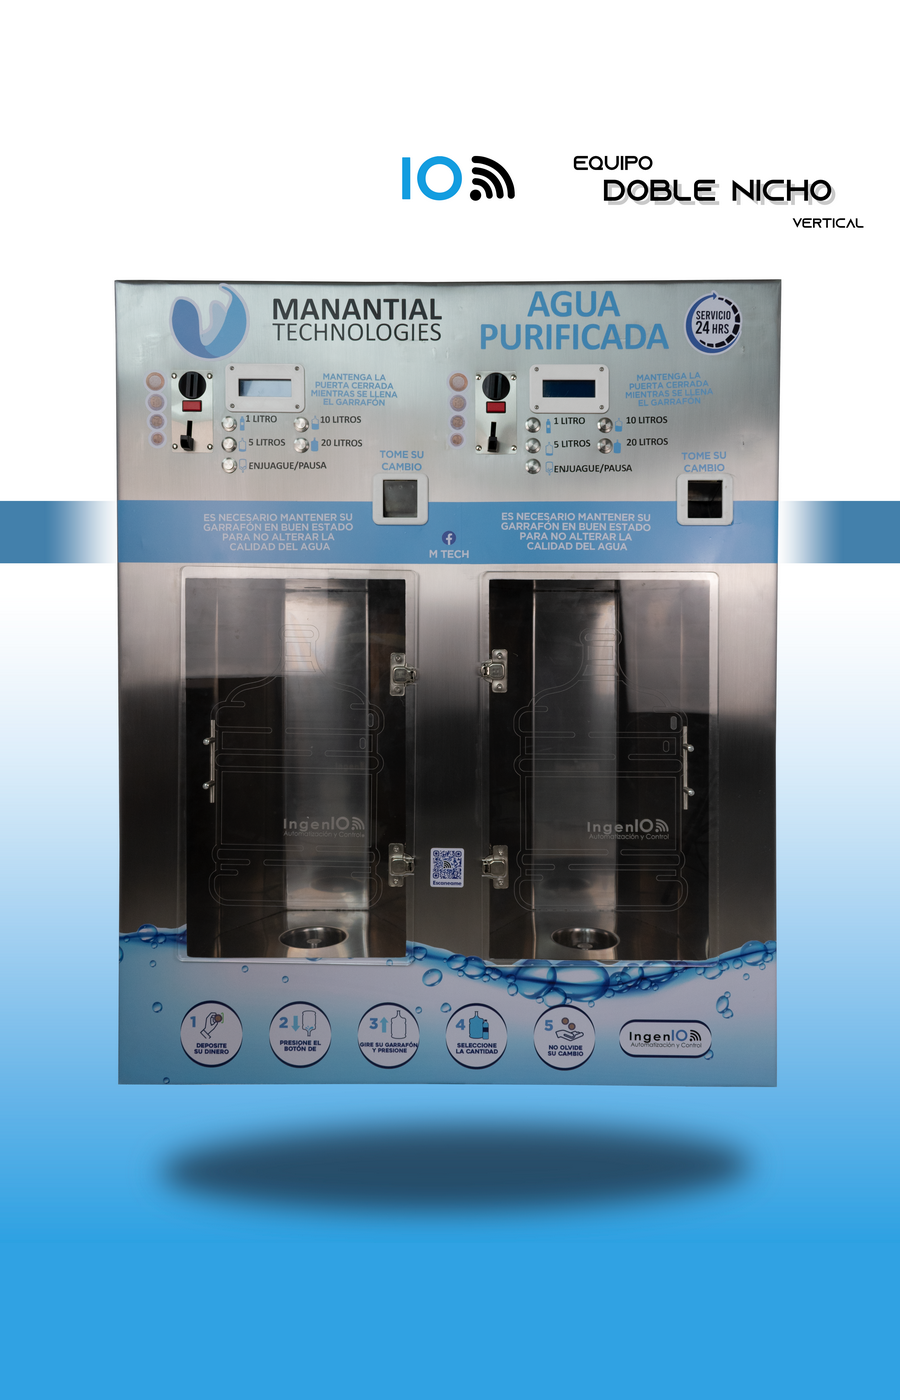 IO
EQUIPO
DOBLE NICHO
VERTICAL
MANANTIAL
TECHNOLOGIES
AGUA
PURIFICADA
SERVICIO
24 HRS
MANTENGA LA
PUERTA CERRADA
MIENTRAS SE LLENA
EL GARRAFÓN
1 LITRO
10 LITROS
5 LITROS
20 LITROS
ENJUAGUE/PAUSA
TOME SU
CAMBIO
MANTENGA LA
PUERTA CERRADA
MIENTRAS SE LLENA
EL GARRAFÓN
1 LITRO
10 LITROS
5 LITROS
20 LITROS
ENJUAGUE/PAUSA
TOME SU
CAMBIO
ES NECESARIO MANTENER SU
GARRAFÓN EN BUEN ESTADO
PARA NO ALTERAR LA
CALIDAD DEL AGUA
M TECH
ES NECESARIO MANTENER SU
GARRAFÓN EN BUEN ESTADO
PARA NO ALTERAR LA
CALIDAD DEL AGUA
IngenIO
Automatización y Control
IngenIO
Automatización y Control
Escaneame
1
DEPOSITE
SU DINERO
2
PRESIONE EL
BOTÓN DE
3
GIRE SU GARRAFÓN
Y PRESIONE
4
SELECCIONE
LA CANTIDAD
5
NO OLVIDE
SU CAMBIO
IngenIO
Automatización y Control